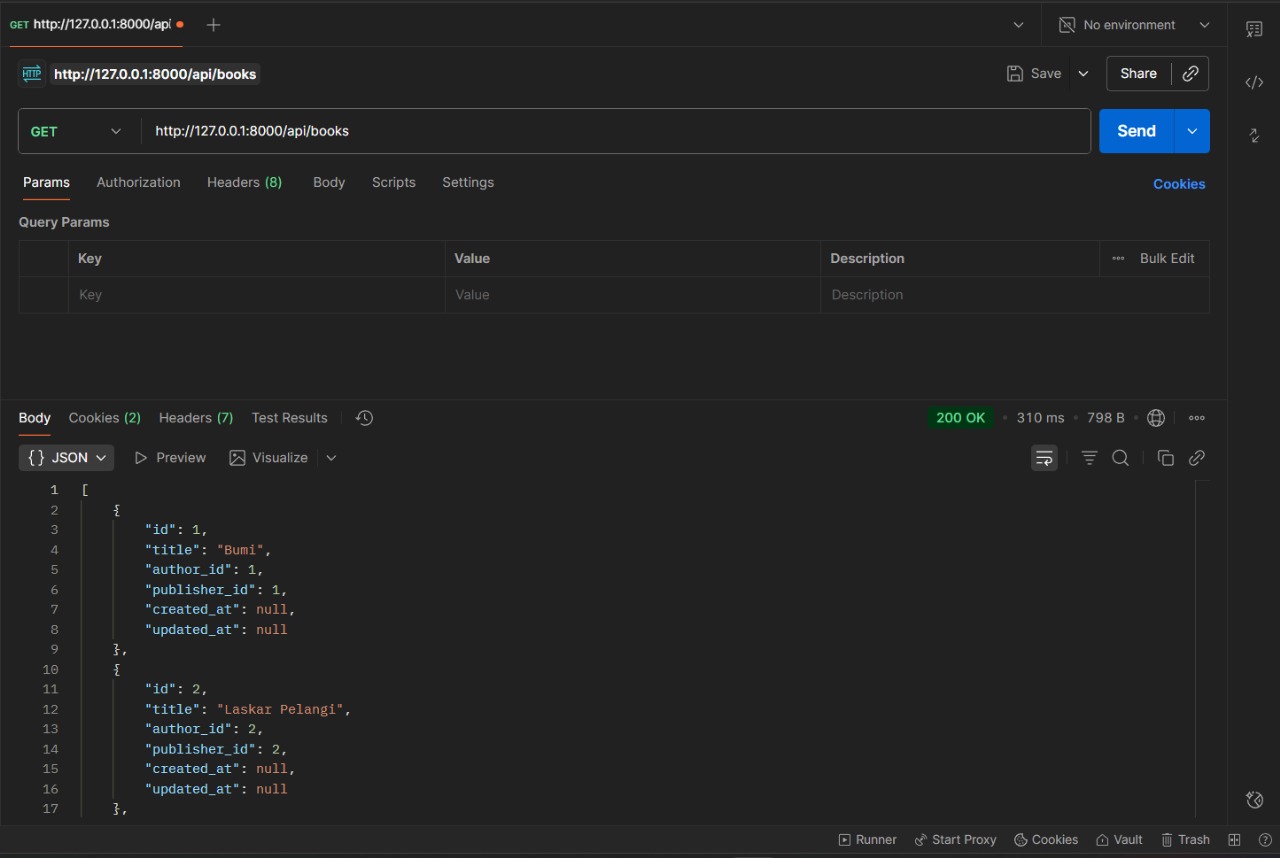 GET http://127.0.0.1:8000/api
No environment
HTTP http://127.0.0.1:8000/api/books
Save
Share
GET http://127.0.0.1:8000/api/books
Send
Params Authorization Headers (8) Body Scripts Settings Cookies
Query Params
Key Value Description Bulk Edit
Key Value Description
Body Cookies (2) Headers (7) Test Results 200 OK 310 ms 798 B
{} JSON Preview Visualize
1 [
2 {
3 "id": 1,
4 "title": "Bumi",
5 "author_id": 1,
6 "publisher_id": 1,
7 "created_at": null,
8 "updated_at": null
9 },
10 {
11 "id": 2,
12 "title": "Laskar Pelangi",
13 "author_id": 2,
14 "publisher_id": 2,
15 "created_at": null,
16 "updated_at": null
17 },
Runner Start Proxy Cookies Vault Trash